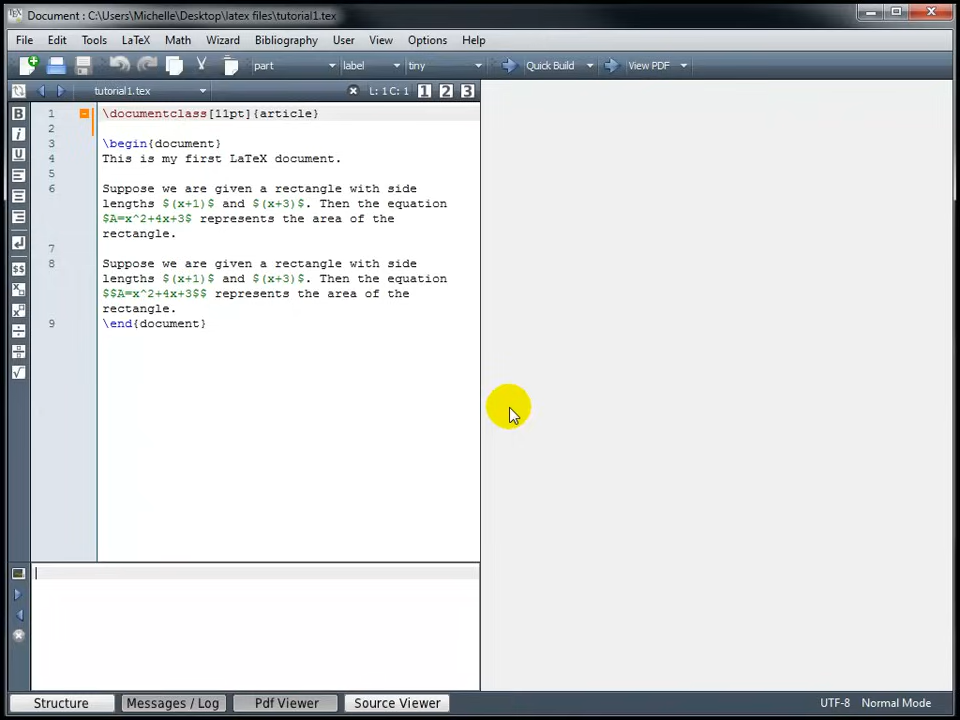 Document : C:\Users\Michelle\Desktop\latex files\tutorial1.tex
File Edit Tools LaTeX Math Wizard Bibliography User View Options Help
part label tiny Quick Build View PDF
tutorial1.tex L: 1 C: 1 1 2 3
1 \documentclass[11pt]{article}
2
3 \begin{document}
4 This is my first LaTeX document.
5
6 Suppose we are given a rectangle with side
lengths $(x+1)$ and $(x+3)$. Then the equation
$A=x^2+4x+3$ represents the area of the
rectangle.
7
8 Suppose we are given a rectangle with side
lengths $(x+1)$ and $(x+3)$. Then the equation
$$A=x^2+4x+3$$ represents the area of the
rectangle.
9 \end{document}
Structure Messages / Log Pdf Viewer Source Viewer UTF-8 Normal Mode